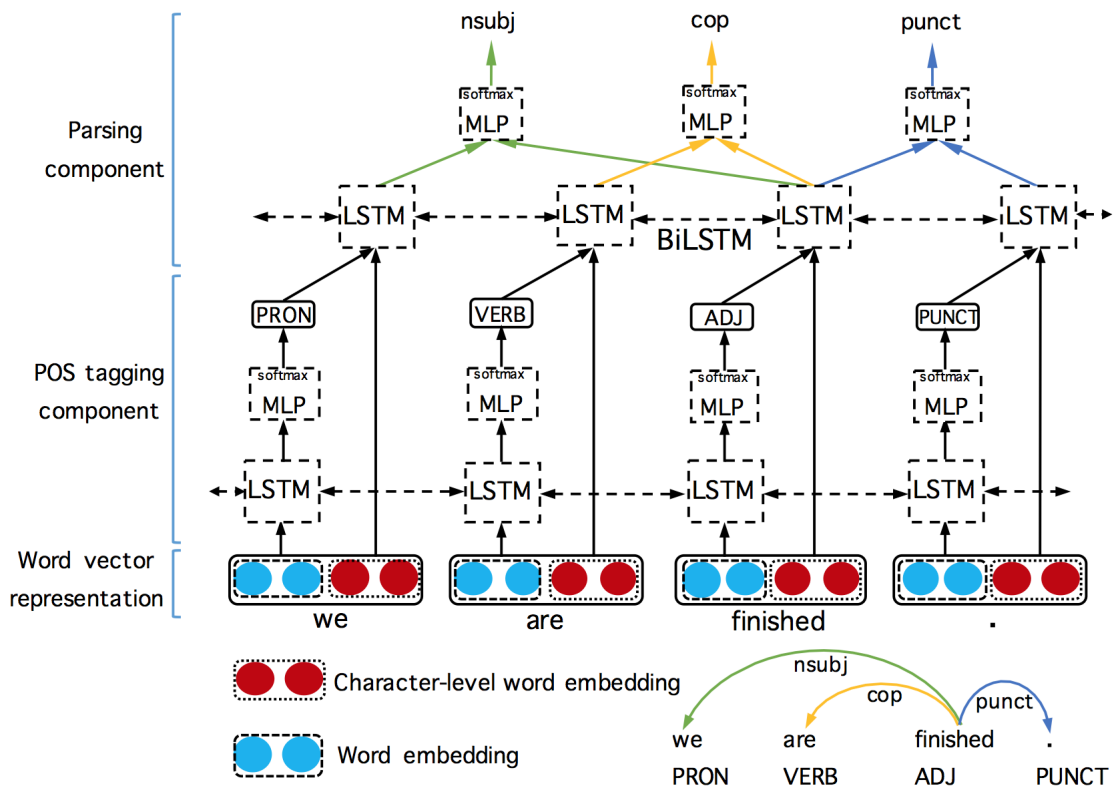 nsubj cop punct
softmax softmax softmax
MLP MLP MLP
Parsing
component
LSTM LSTM LSTM LSTM
BiLSTM
PRON VERB ADJ PUNCT
POS tagging
component
softmax softmax softmax softmax
MLP MLP MLP MLP
LSTM LSTM LSTM LSTM
Word vector
representation
we are finished .
Character-level word embedding
Word embedding
nsubj
cop punct
we are finished .
PRON VERB ADJ PUNCT